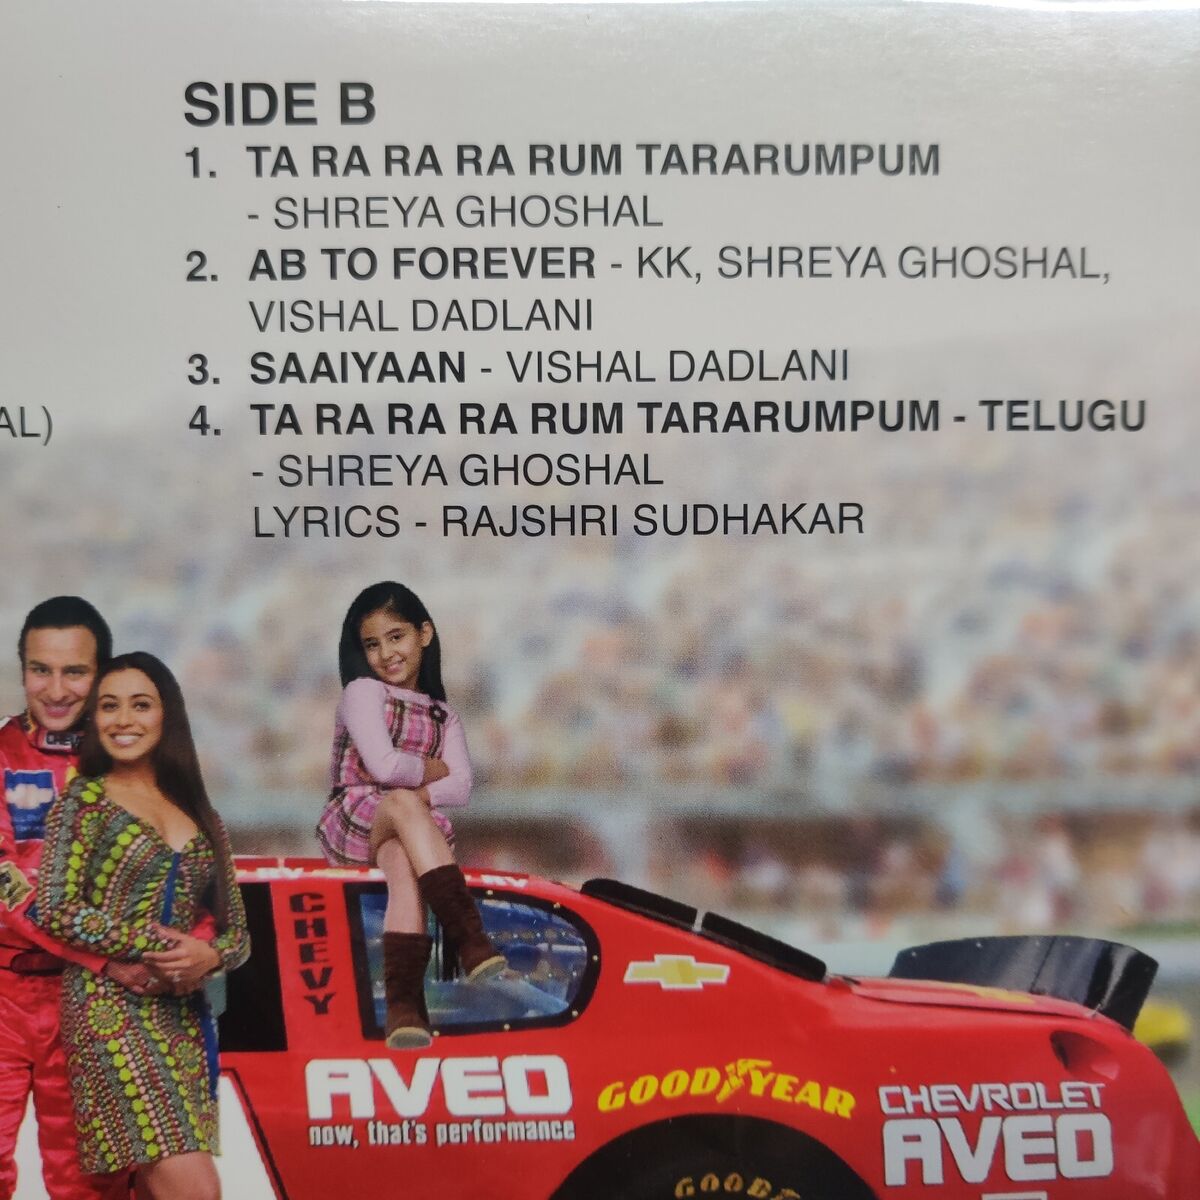 SIDE B
1. TA RA RA RA RUM TARARUMPUM
- SHREYA GHOSHAL
2. AB TO FOREVER - KK, SHREYA GHOSHAL,
VISHAL DADLANI
3. SAAIYAAN - VISHAL DADLANI
AL)
4. TA RA RA RA RUM TARARUMPUM - TELUGU
- SHREYA GHOSHAL
LYRICS - RAJSHRI SUDHAKAR
CHEVY
AVEO
now, that's performance
GOODYEAR
CHEVROLET
AVEO